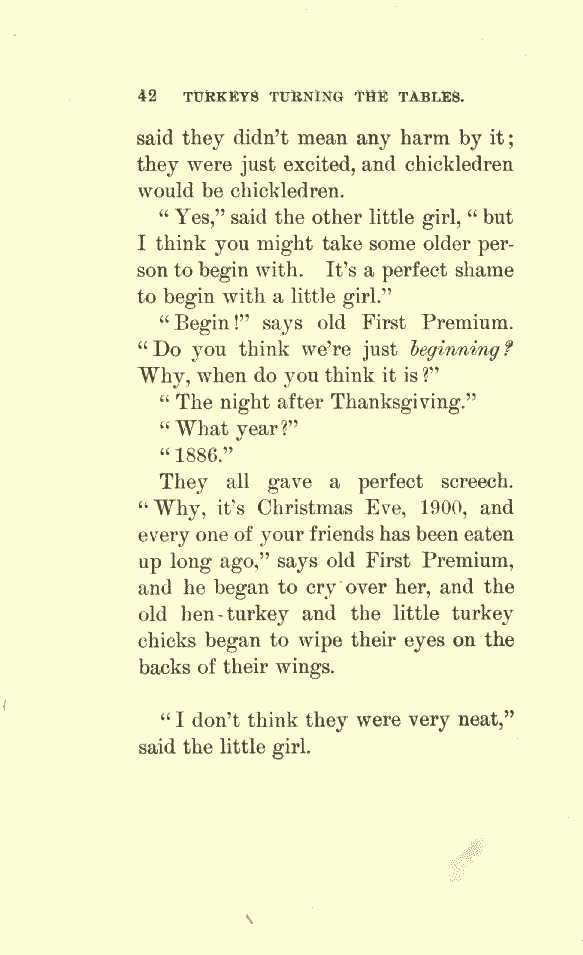 42 TURKEYS TURNING THE TABLES.
said they didn't mean any harm by it;
they were just excited, and chickledren
would be chickledren.
“Yes,” said the other little girl, “but
I think you might take some older per-
son to begin with. It's a perfect shame
to begin with a little girl.”
“Begin!” says old First Premium.
“Do you think we're just beginning?
Why, when do you think it is?”
“The night after Thanksgiving.”
“What year?”
“1886.”
They all gave a perfect screech.
“Why, it's Christmas Eve, 1900, and
every one of your friends has been eaten
up long ago,” says old First Premium,
and he began to cry over her, and the
old hen-turkey and the little turkey
chicks began to wipe their eyes on the
backs of their wings.
“I don't think they were very neat,”
said the little girl.